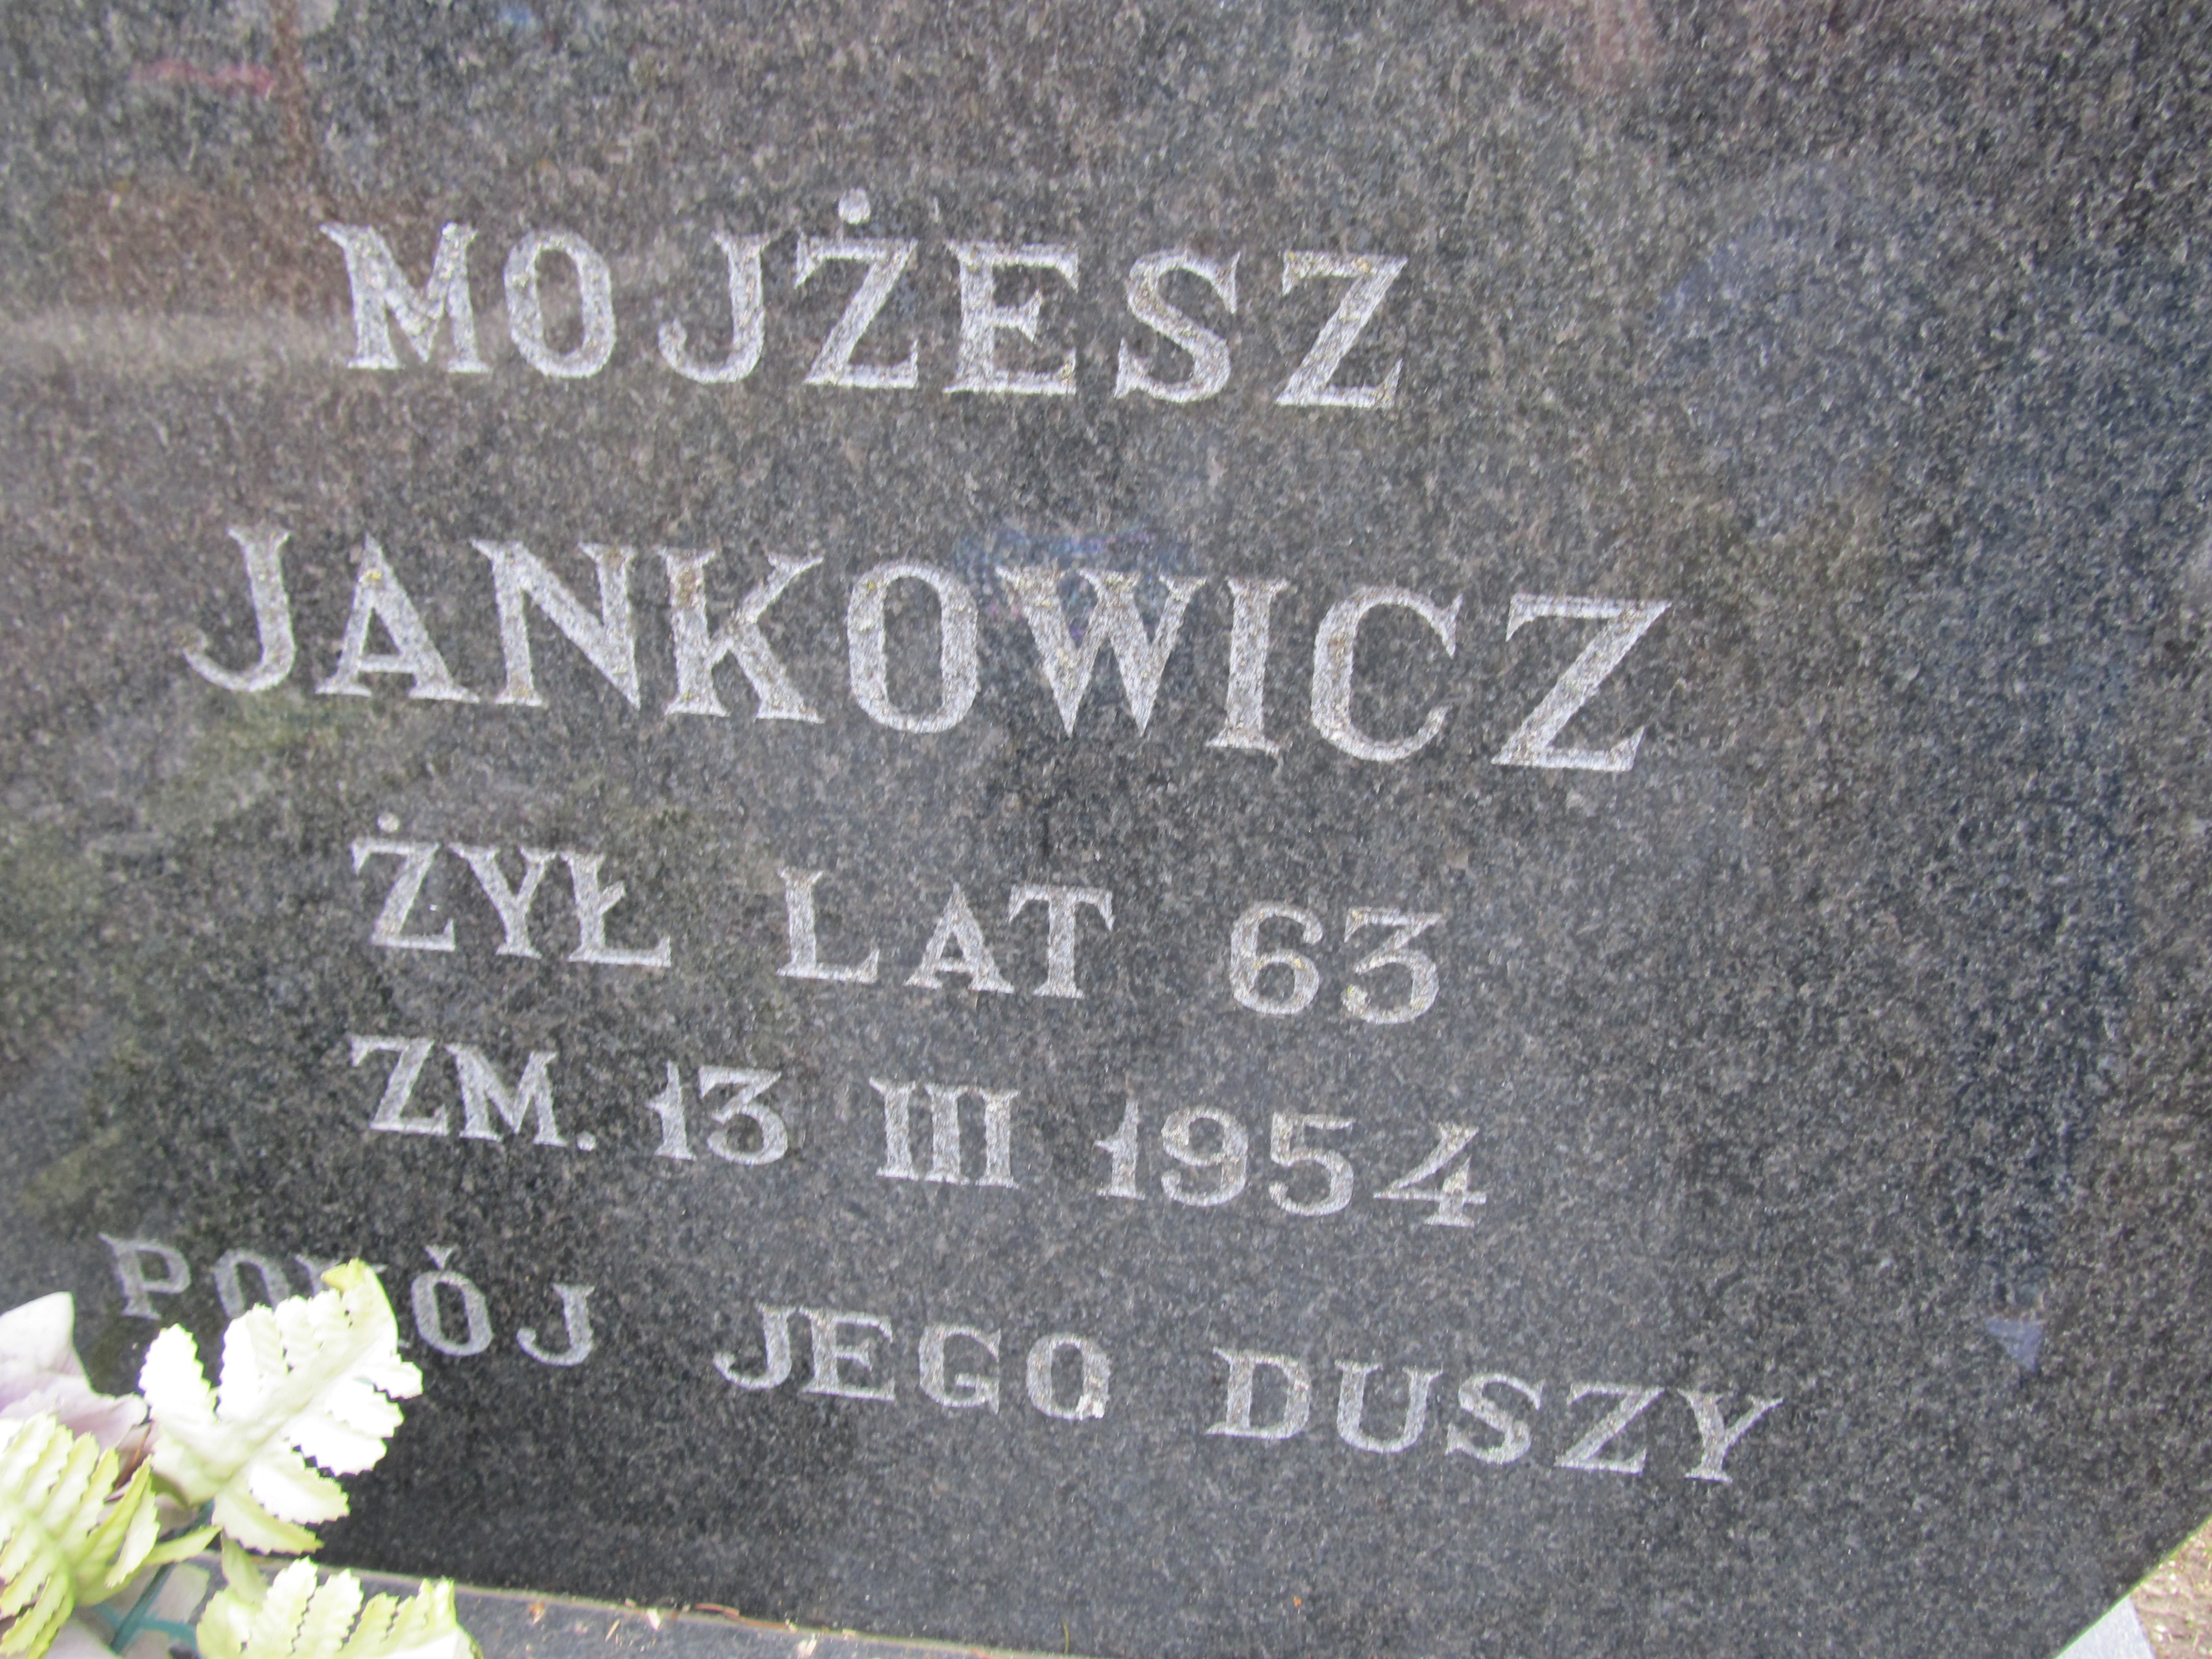 MOJŻESZ
JANKOWICZ
ŻYŁ LAT 63
ZM. 13 III 1954
POKÓJ JEGO DUSZY